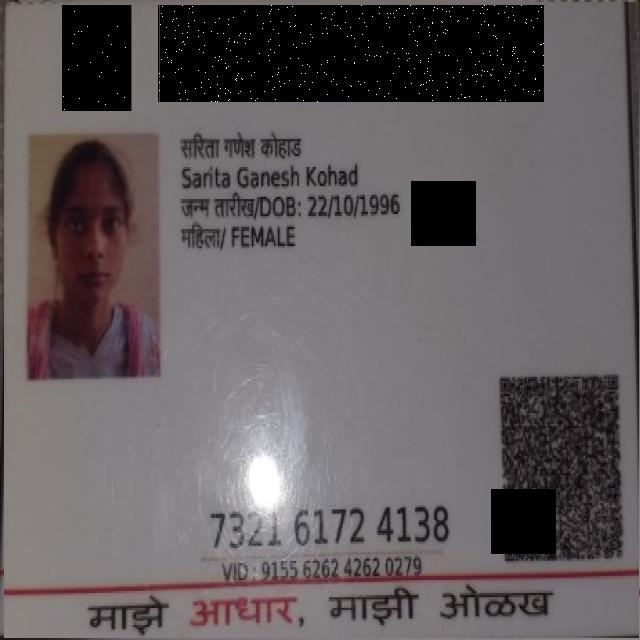 सरिता गणेश कोहाड
Sarita Ganesh Kohad
जन्म तारीख/DOB: 22/10/1996
महिला/ FEMALE
7321 6172 4138
VID : 9155 6262 4262 0279
माझे आधार, माझी ओळख